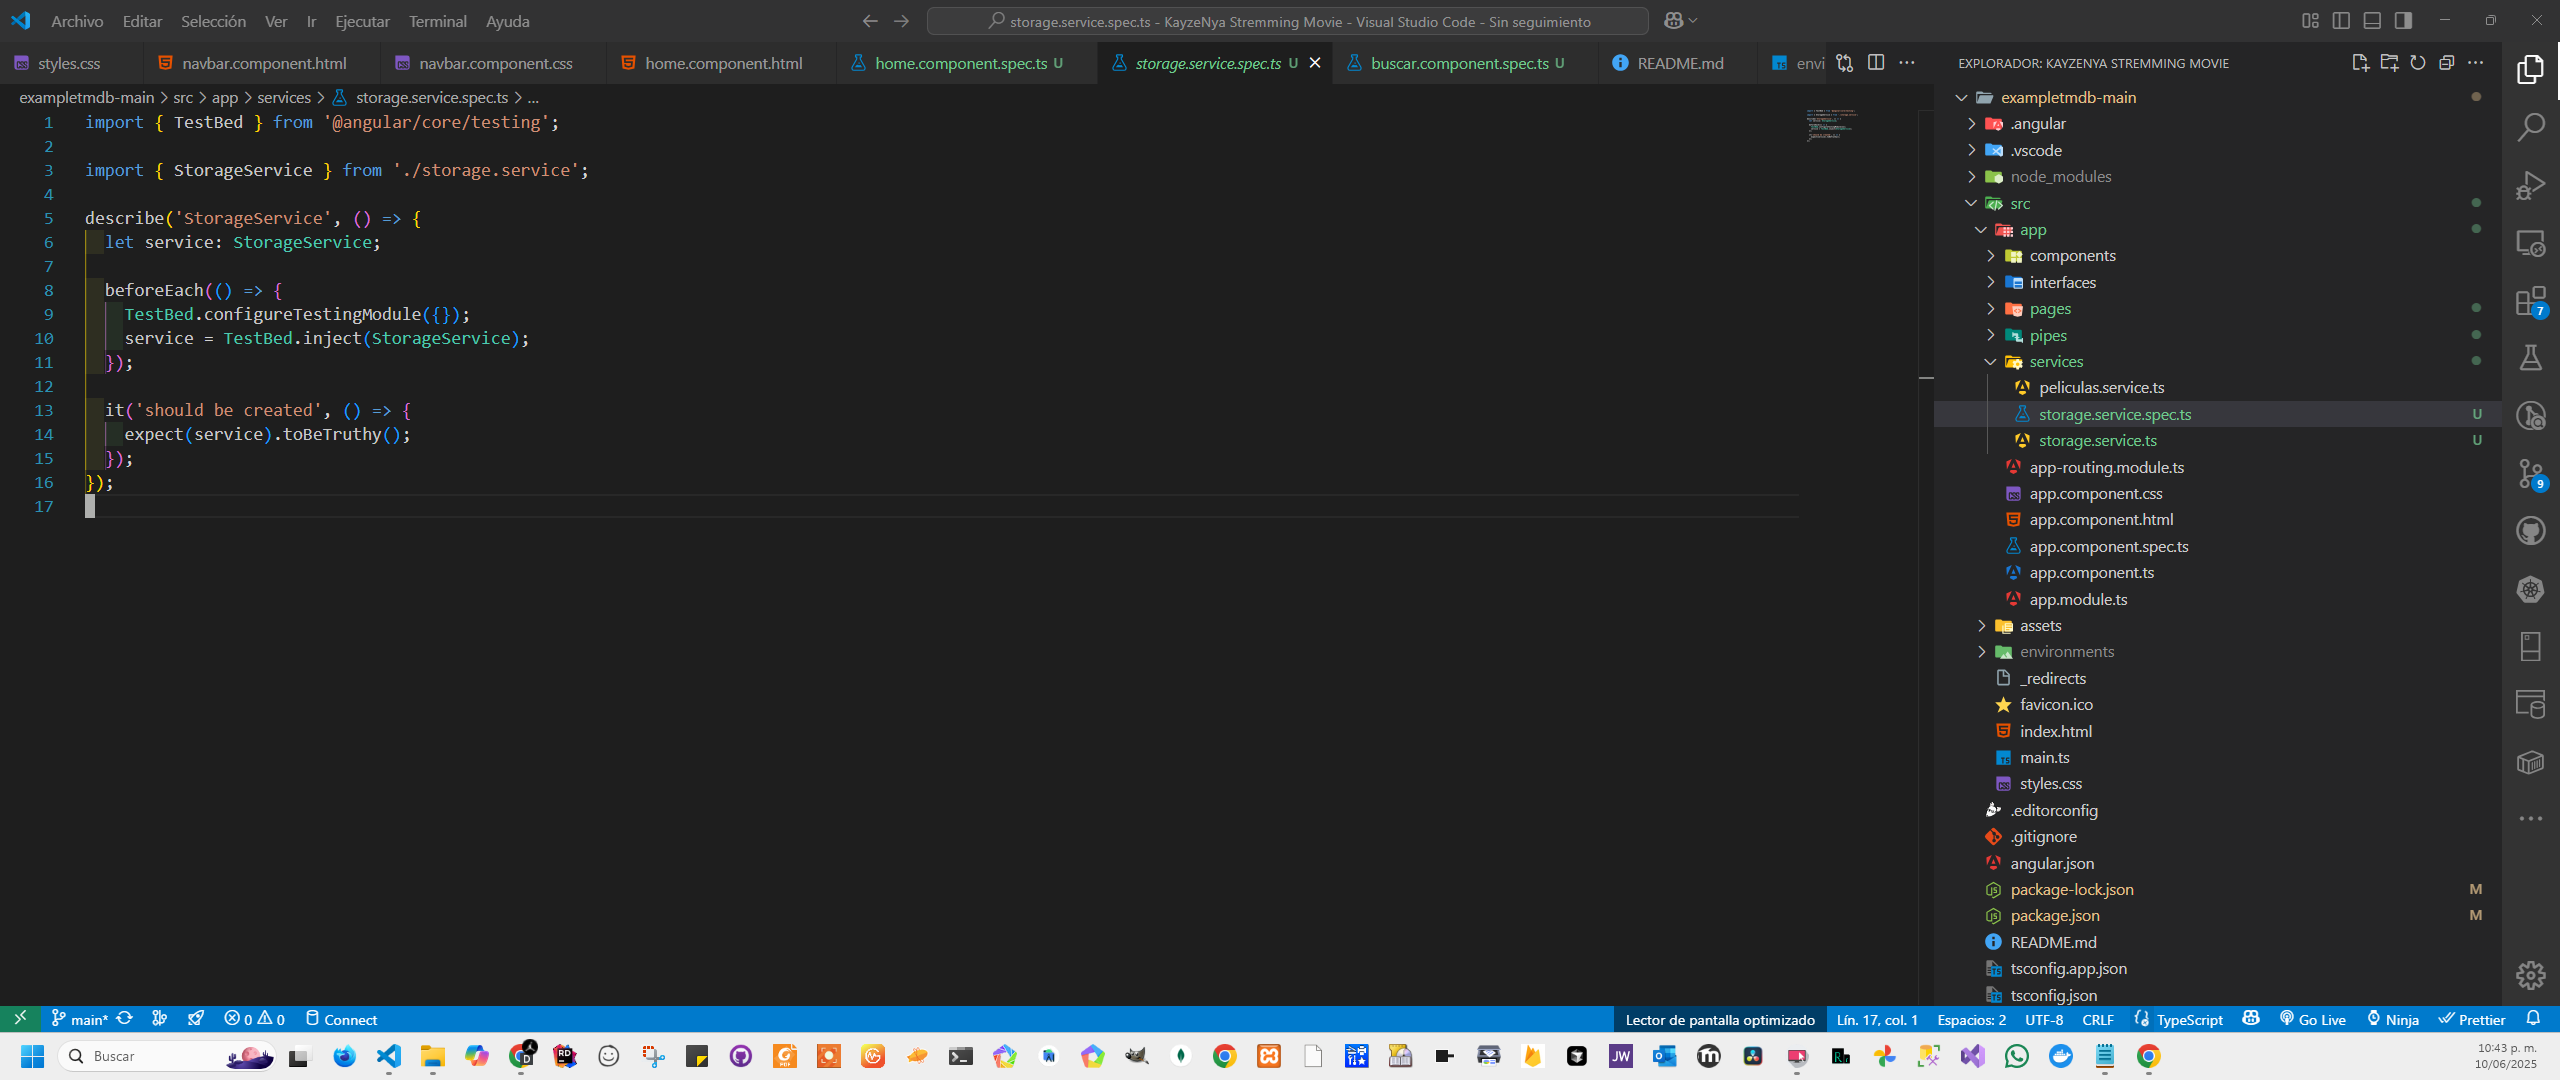 Archivo Editar Selección Ver Ir Ejecutar Terminal Ayuda
storage.service.spec.ts - KayzeNya Stremming Movie - Visual Studio Code - Sin seguimiento
styles.css navbar.component.html navbar.component.css home.component.html home.component.spec.ts U storage.service.spec.ts U buscar.component.spec.ts U README.md envi
exampletmdb-main > src > app > services > storage.service.spec.ts > ...
1 import { TestBed } from '@angular/core/testing';
2
3 import { StorageService } from './storage.service';
4
5 describe('StorageService', () => {
6 let service: StorageService;
7
8 beforeEach(() => {
9 TestBed.configureTestingModule({});
10 service = TestBed.inject(StorageService);
11 });
12
13 it('should be created', () => {
14 expect(service).toBeTruthy();
15 });
16 });
17
EXPLORADOR: KAYZENYA STREMMING MOVIE
exampletmdb-main
.angular
.vscode
node_modules
src
app
components
interfaces
pages
pipes
services
peliculas.service.ts
storage.service.spec.ts U
storage.service.ts U
app-routing.module.ts
app.component.css
app.component.html
app.component.spec.ts
app.component.ts
app.module.ts
assets
environments
_redirects
favicon.ico
index.html
main.ts
styles.css
.editorconfig
.gitignore
angular.json
package-lock.json M
package.json M
README.md
tsconfig.app.json
tsconfig.json
7
9
main* 0 0 Connect
Lector de pantalla optimizado Lín. 17, col. 1 Espacios: 2 UTF-8 CRLF TypeScript Go Live Ninja Prettier
Buscar
10:43 p. m.
10/06/2025